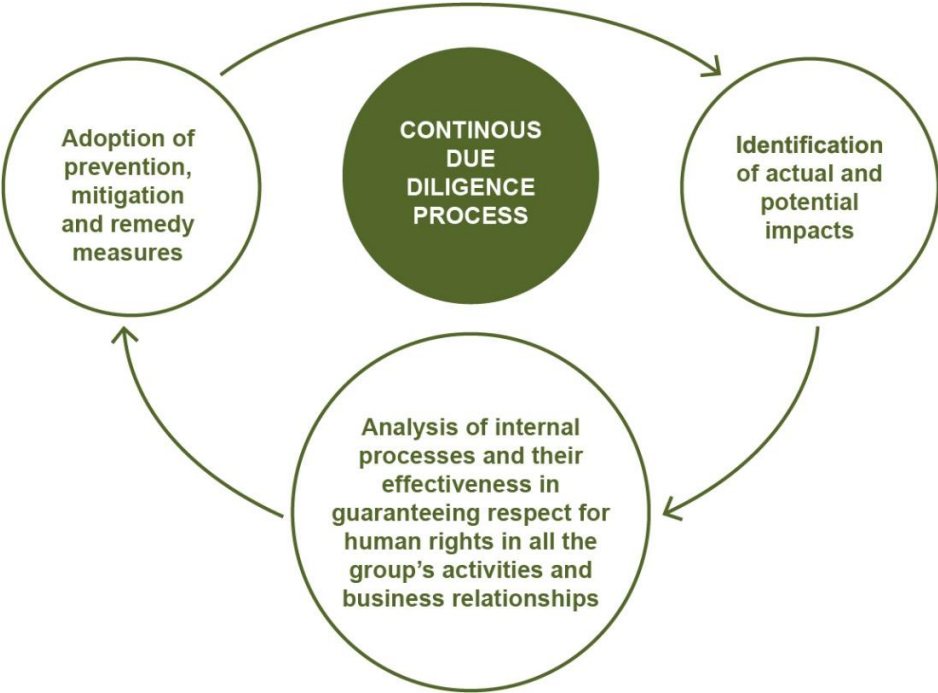 CONTINOUS
DUE
DILIGENCE
PROCESS
Adoption of
prevention,
mitigation
and remedy
measures
Identification
of actual and
potential
impacts
Analysis of internal
processes and their
effectiveness in
guaranteeing respect for
human rights in all the
group’s activities and
business relationships